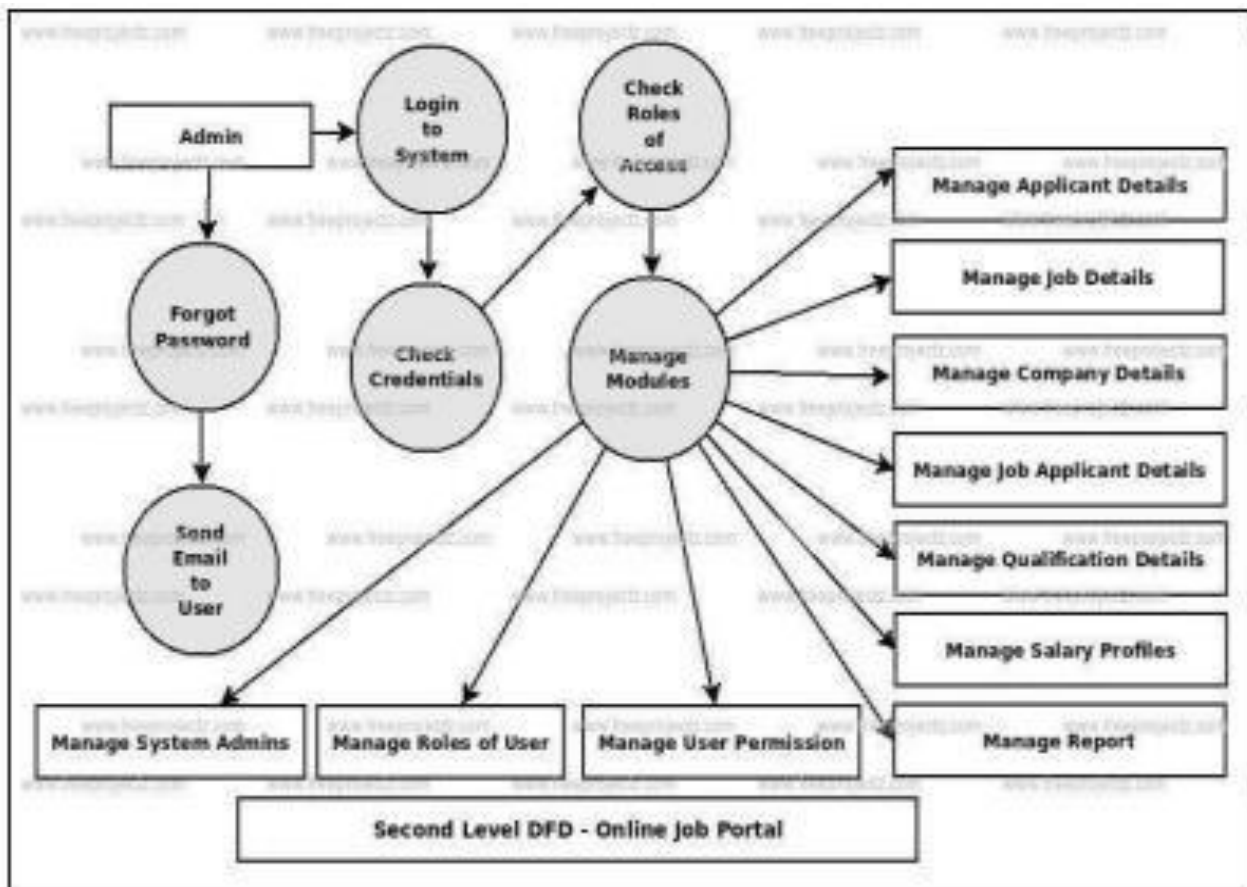 Admin
Login
to
System
Check
Roles
of
Access
Manage Applicant Details
Manage Job Details
Forgot
Password
Check
Credentials
Manage
Modules
Manage Company Details
Manage Job Applicant Details
Send
Email
to
User
Manage Qualification Details
Manage Salary Profiles
Manage System Admins
Manage Roles of User
Manage User Permission
Manage Report
Second Level DFD - Online Job Portal